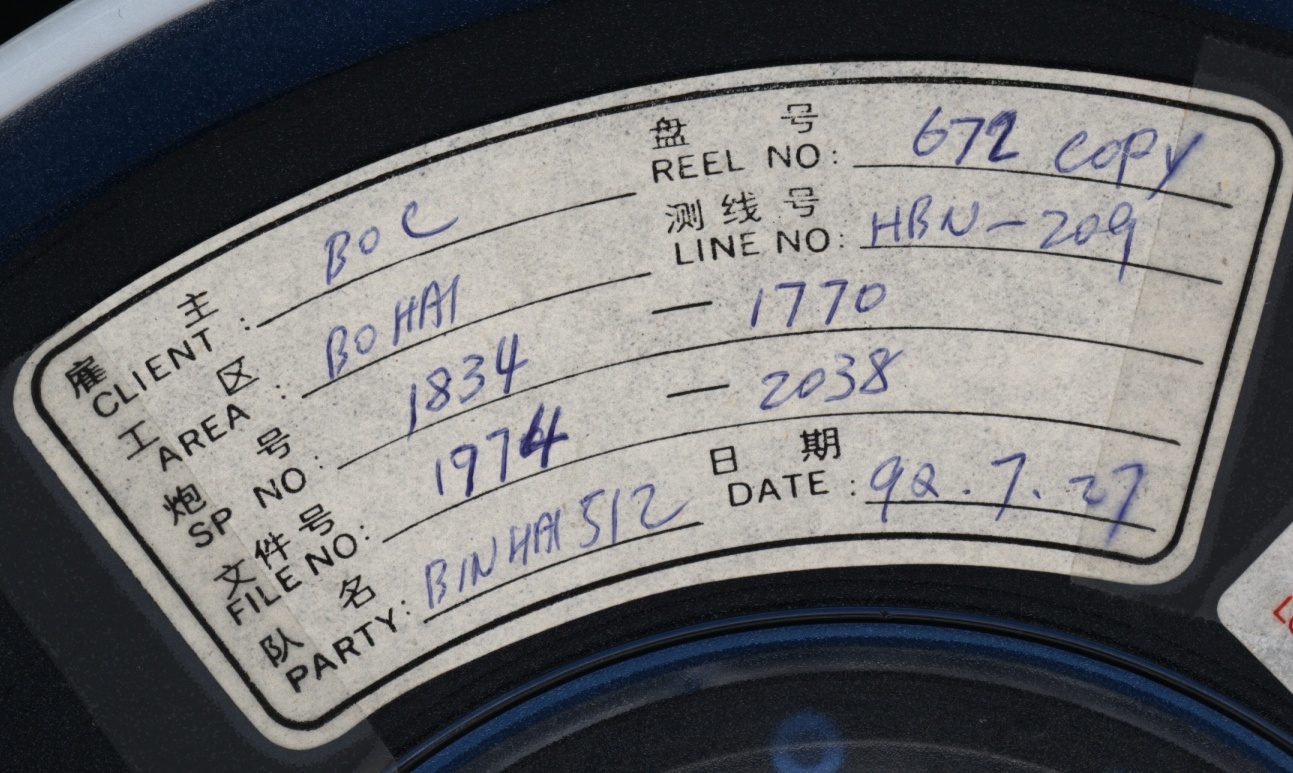 雇主 盘号
CLIENT: BOC REEL NO: 672 COPY
工区 测线号
AREA: BOHAI LINE NO: HBN-209
炮号
SP NO: 1834 — 1770
文件号
FILE NO: 1974 — 2038
队名 日期
PARTY: BINHAI 512 DATE: 92.7.27